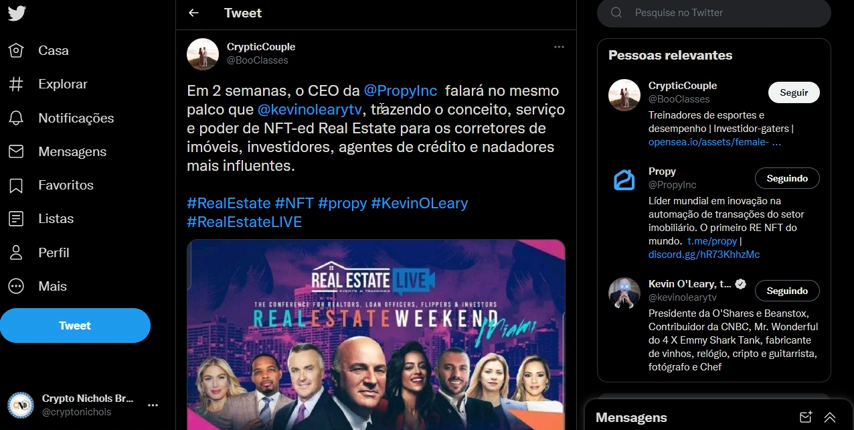 Casa
Explorar
Notificações
Mensagens
Favoritos
Listas
Perfil
Mais
Tweet
Crypto Nichols Br...
@cryptonichols
Tweet
CrypticCouple
@BooClasses
Em 2 semanas, o CEO da @PropyInc falará no mesmo
palco que @kevinolearytv, trazendo o conceito, serviço
e poder de NFT-ed Real Estate para os corretores de
imóveis, investidores, agentes de crédito e nadadores
mais influentes.
#RealEstate #NFT #propy #KevinOLeary
#RealEstateLIVE
REAL ESTATE LIVE
EVENTS & TRAININGS
THE CONFERENCE FOR REALTORS, LOAN OFFICERS, FLIPPERS & INVESTORS
REALESTATEWEEKEND
Miami
Pesquise no Twitter
Pessoas relevantes
CrypticCouple
@BooClasses
Seguir
Treinadores de esportes e
desempenho | Investidor-gaters |
opensea.io/assets/female- ...
Propy
@PropyInc
Seguindo
Líder mundial em inovação na
automação de transações do setor
imobiliário. O primeiro RE NFT do
mundo. t.me/propy |
discord.gg/hR73KhhzMc
Kevin O'Leary, t...
@kevinolearytv
Seguindo
Presidente da O'Shares e Beanstox,
Contribuidor da CNBC, Mr. Wonderful
do 4 X Emmy Shark Tank, fabricante
de vinhos, relógio, cripto e guitarrista,
fotógrafo e Chef
Mensagens